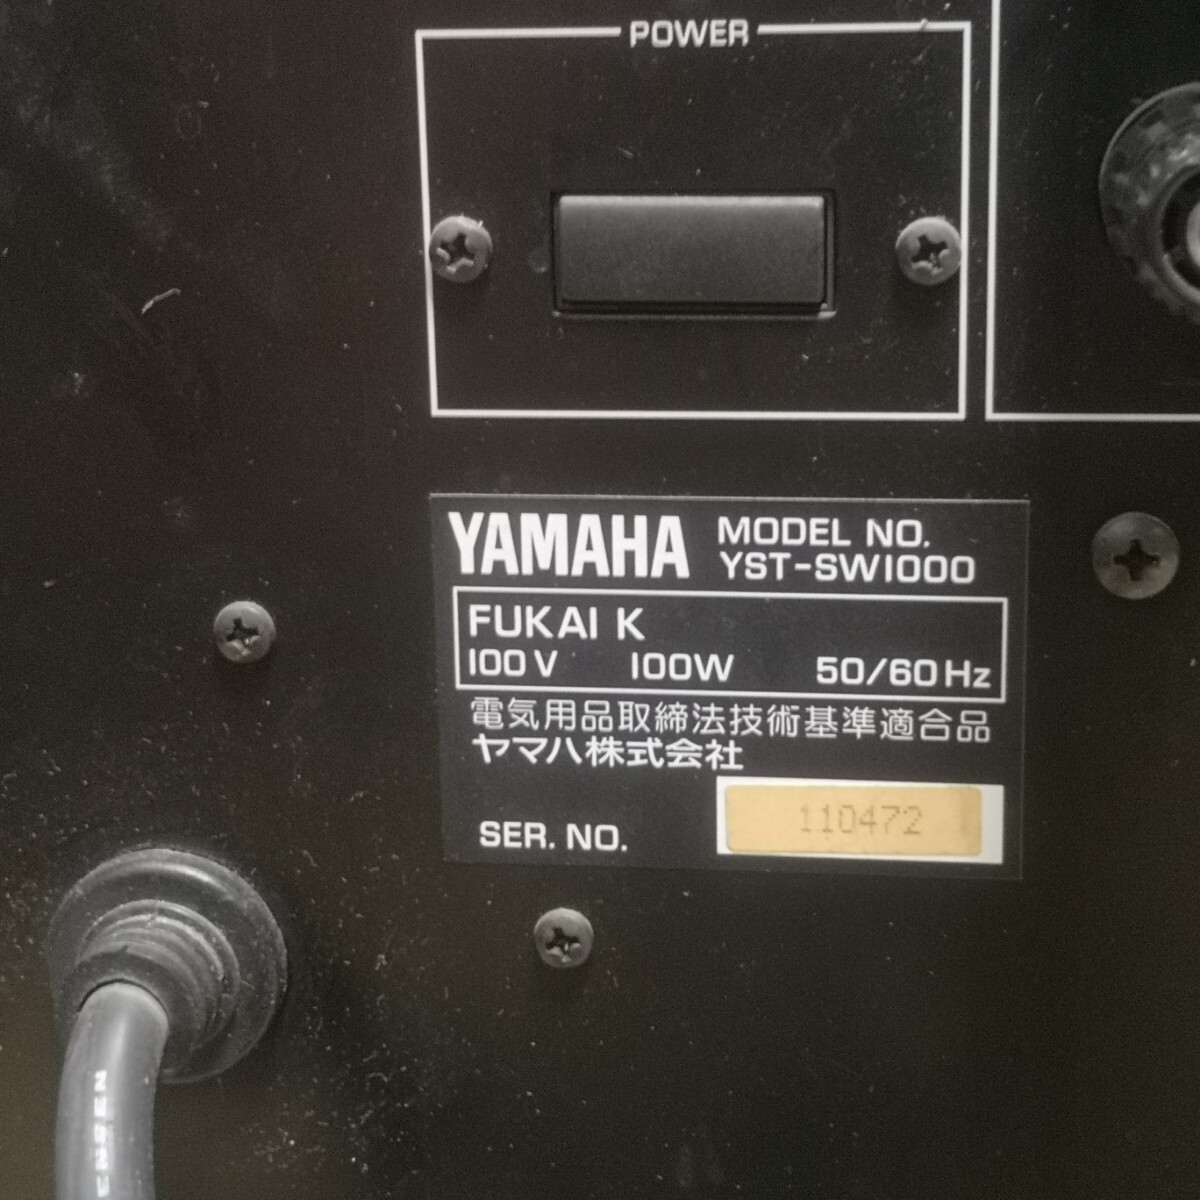 POWER
YAMAHA
MODEL NO.
YST-SW1000
FUKAI K
100V 100W 50/60Hz
電気用品取締法技術基準適合品
ヤマハ株式会社
SER. NO. 110472
ENSEN